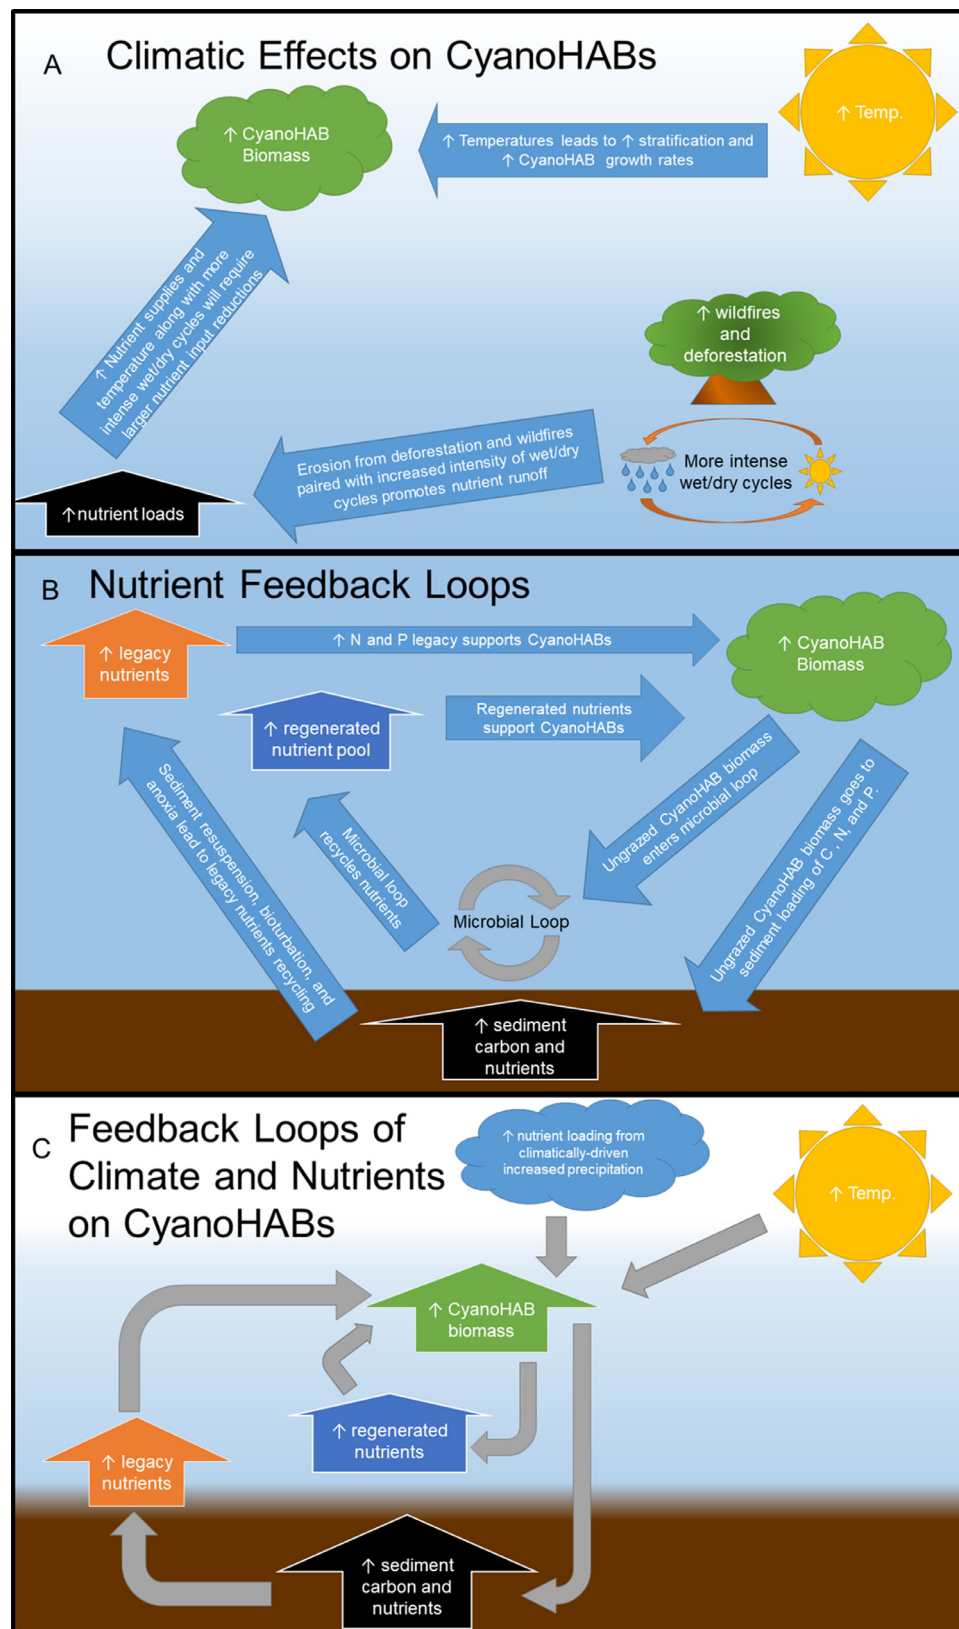 A
Climatic Effects on CyanoHABs
↑ CyanoHAB
Biomass
↑ Temperatures leads to ↑ stratification and
↑ CyanoHAB growth rates
↑ Temp.
↑ Nutrient supplies and
temperature along with more
intense wet/dry cycles will require
larger nutrient input reductions
↑ wildfires
and
deforestation
Erosion from deforestation and wildfires
paired with increased intensity of wet/dry
cycles promotes nutrient runoff
More intense
wet/dry cycles
↑nutrient loads
B
Nutrient Feedback Loops
↑ legacy
nutrients
↑ N and P legacy supports CyanoHABs
↑ CyanoHAB
Biomass
↑ regenerated
nutrient pool
Regenerated nutrients
support CyanoHABs
Sediment resuspension, bioturbation, and
anoxia lead to legacy nutrients recycling
Microbial loop
recycles nutrients
Ungrazed CyanoHAB biomass
enters microbial loop
Ungrazed CyanoHAB biomass goes to
sediment loading of C , N, and P.
Microbial Loop
↑ sediment
carbon and
nutrients
C
Feedback Loops of
Climate and Nutrients
on CyanoHABs
↑ nutrient loading from
climatically-driven
increased precipitation
↑ Temp.
↑ CyanoHAB
biomass
↑ regenerated
nutrients
↑ legacy
nutrients
↑ sediment
carbon and
nutrients